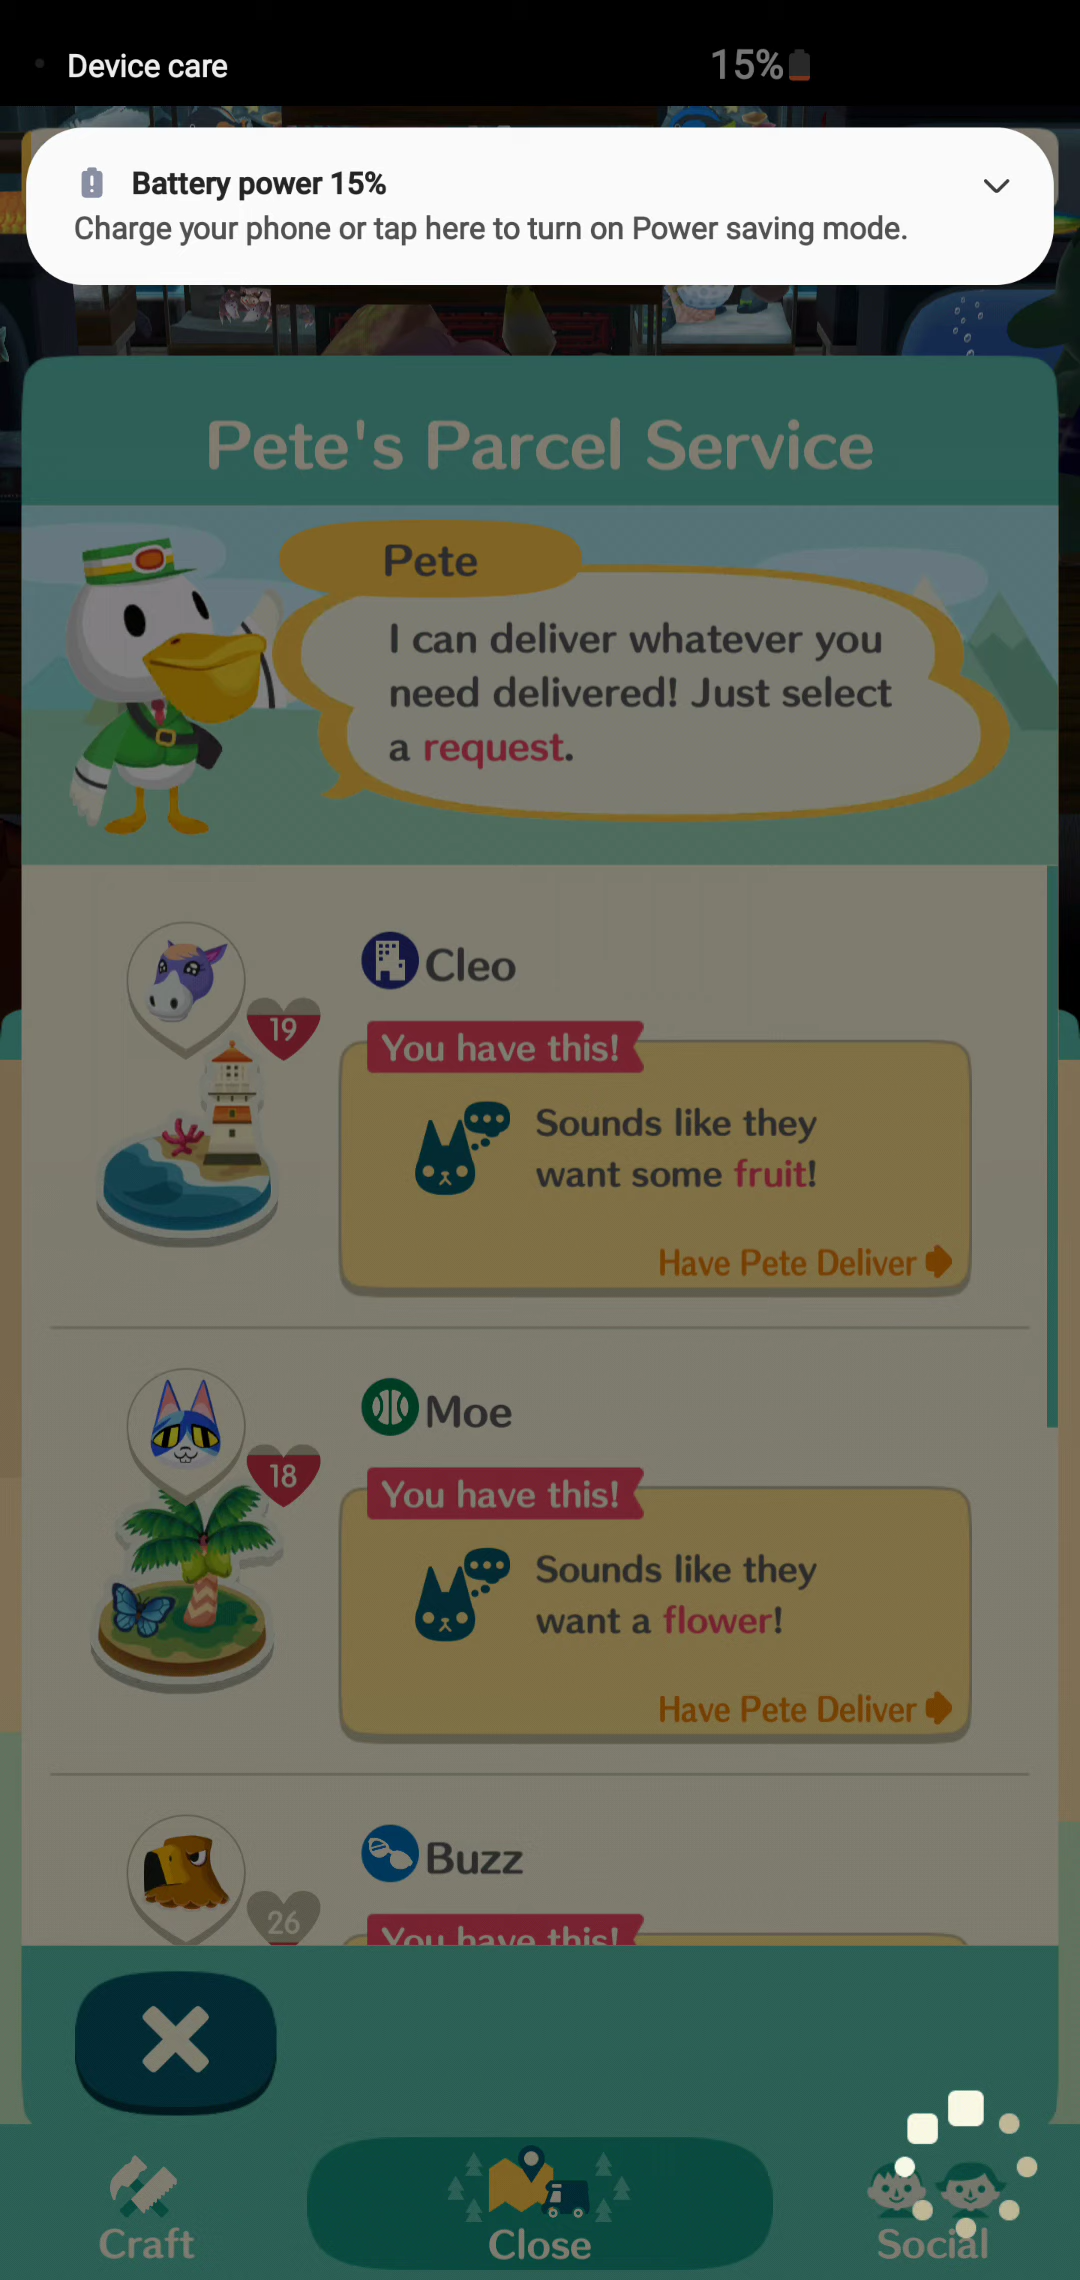 Device care
15%
Battery power 15%
Charge your phone or tap here to turn on Power saving mode.
Pete's Parcel Service
Pete
I can deliver whatever you
need delivered! Just select
a request.
Cleo
19
You have this!
Sounds like they
want some fruit!
Have Pete Deliver
Moe
18
You have this!
Sounds like they
want a flower!
Have Pete Deliver
Buzz
26
You have this!
Craft
Close
Social